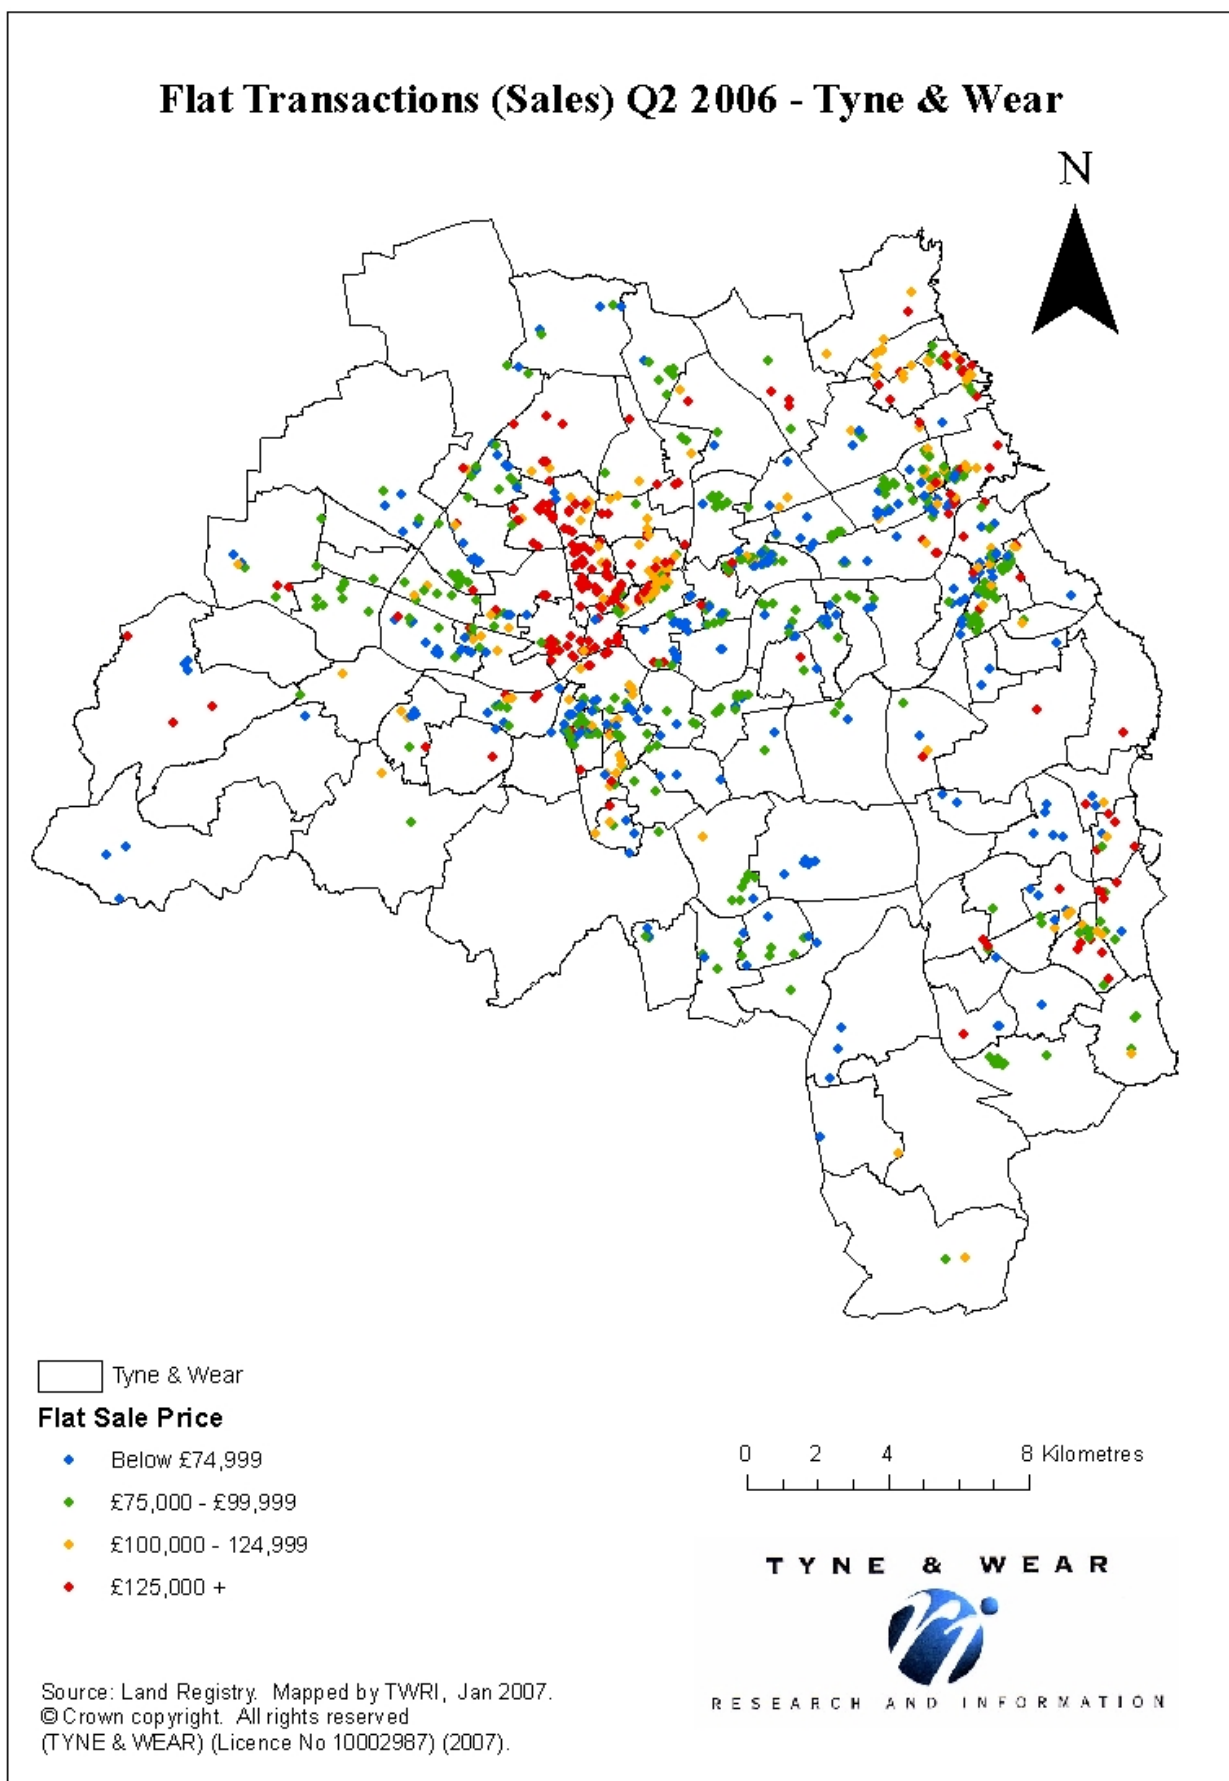 Flat Transactions (Sales) Q2 2006 - Tyne & Wear
N
Tyne & Wear
Flat Sale Price
Below £74,999
£75,000 - £99,999
£100,000 - 124,999
£125,000 +
0 2 4 8 Kilometres
TYNE & WEAR
ri
RESEARCH AND INFORMATION
Source: Land Registry. Mapped by TWRI, Jan 2007.
© Crown copyright. All rights reserved
(TYNE & WEAR) (Licence No 10002987) (2007).